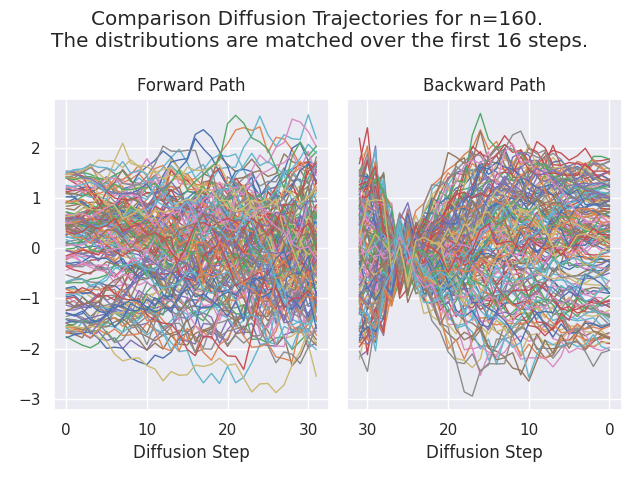 Comparison Diffusion Trajectories for n=160.
The distributions are matched over the first 16 steps.
Forward Path
Backward Path
2
1
0
−1
−2
−3
0 10 20 30
30 20 10 0
Diffusion Step
Diffusion Step